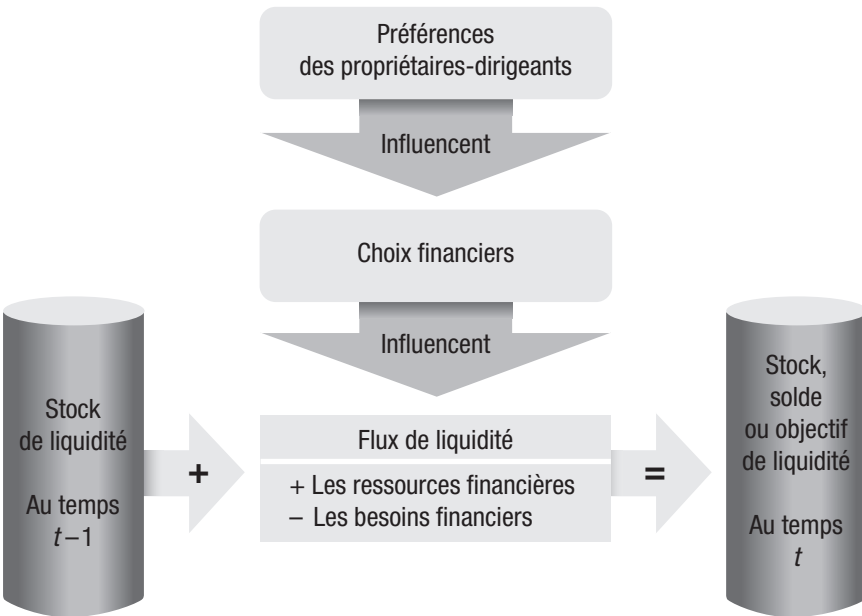 Préférences
des propriétaires-dirigeants
Influencent
Choix financiers
Influencent
Stock
de liquidité
Au temps
t–1
+
Flux de liquidité
+ Les ressources financières
– Les besoins financiers
=
Stock,
solde
ou objectif
de liquidité
Au temps
t